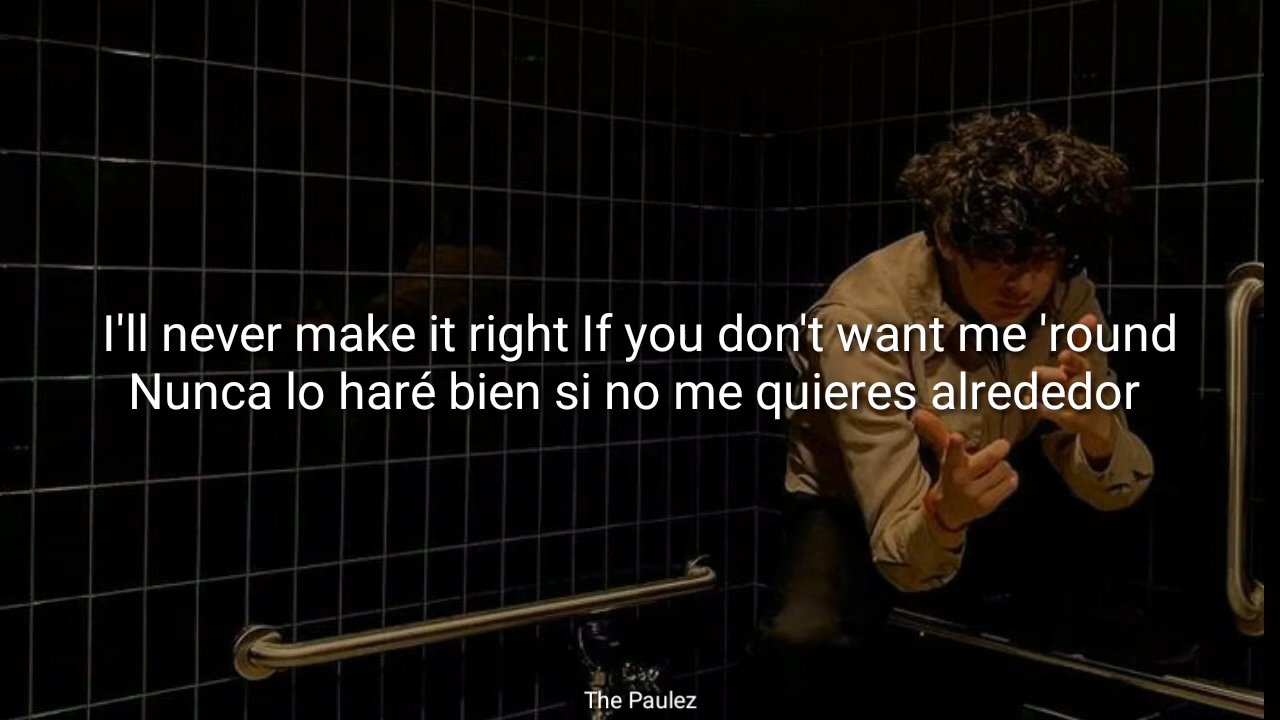 I'll never make it right If you don't want me 'round
Nunca lo haré bien si no me quieres alrededor
The Paulez